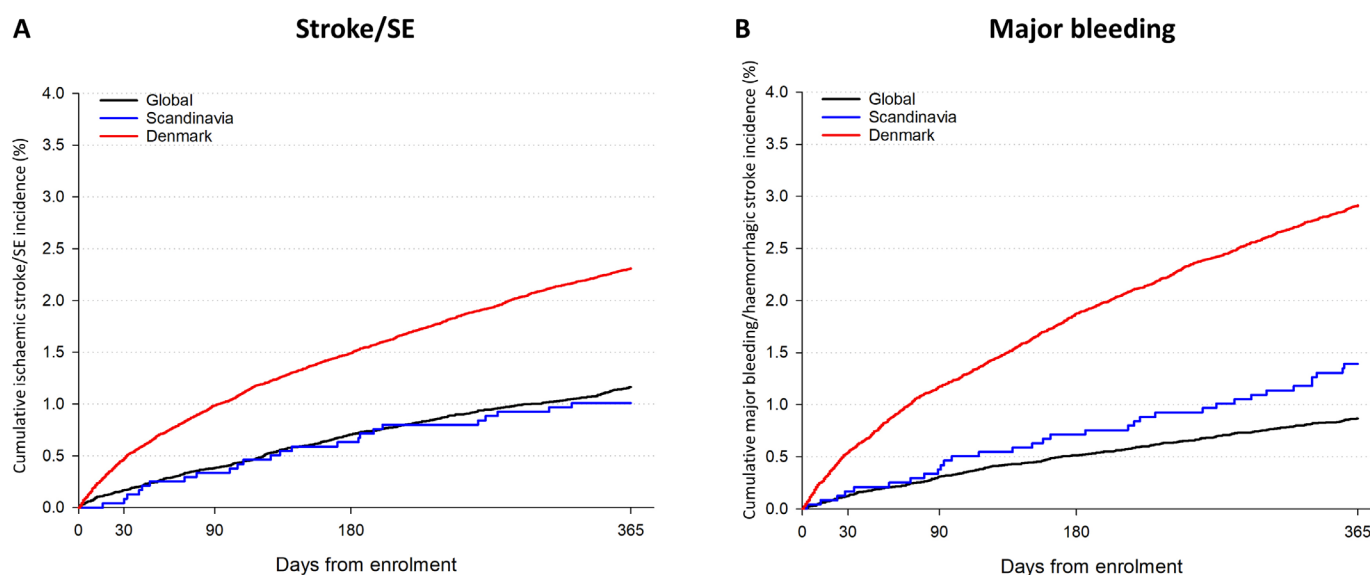 A Stroke/SE
Cumulative ischaemic stroke/SE incidence (%)
4.0
3.5
3.0
2.5
2.0
1.5
1.0
0.5
0.0
Global
Scandinavia
Denmark
0 30 90 180 365
Days from enrolment
B Major bleeding
Cumulative major bleeding/haemorrhagic stroke incidence (%)
4.0
3.5
3.0
2.5
2.0
1.5
1.0
0.5
0.0
Global
Scandinavia
Denmark
0 30 90 180 365
Days from enrolment